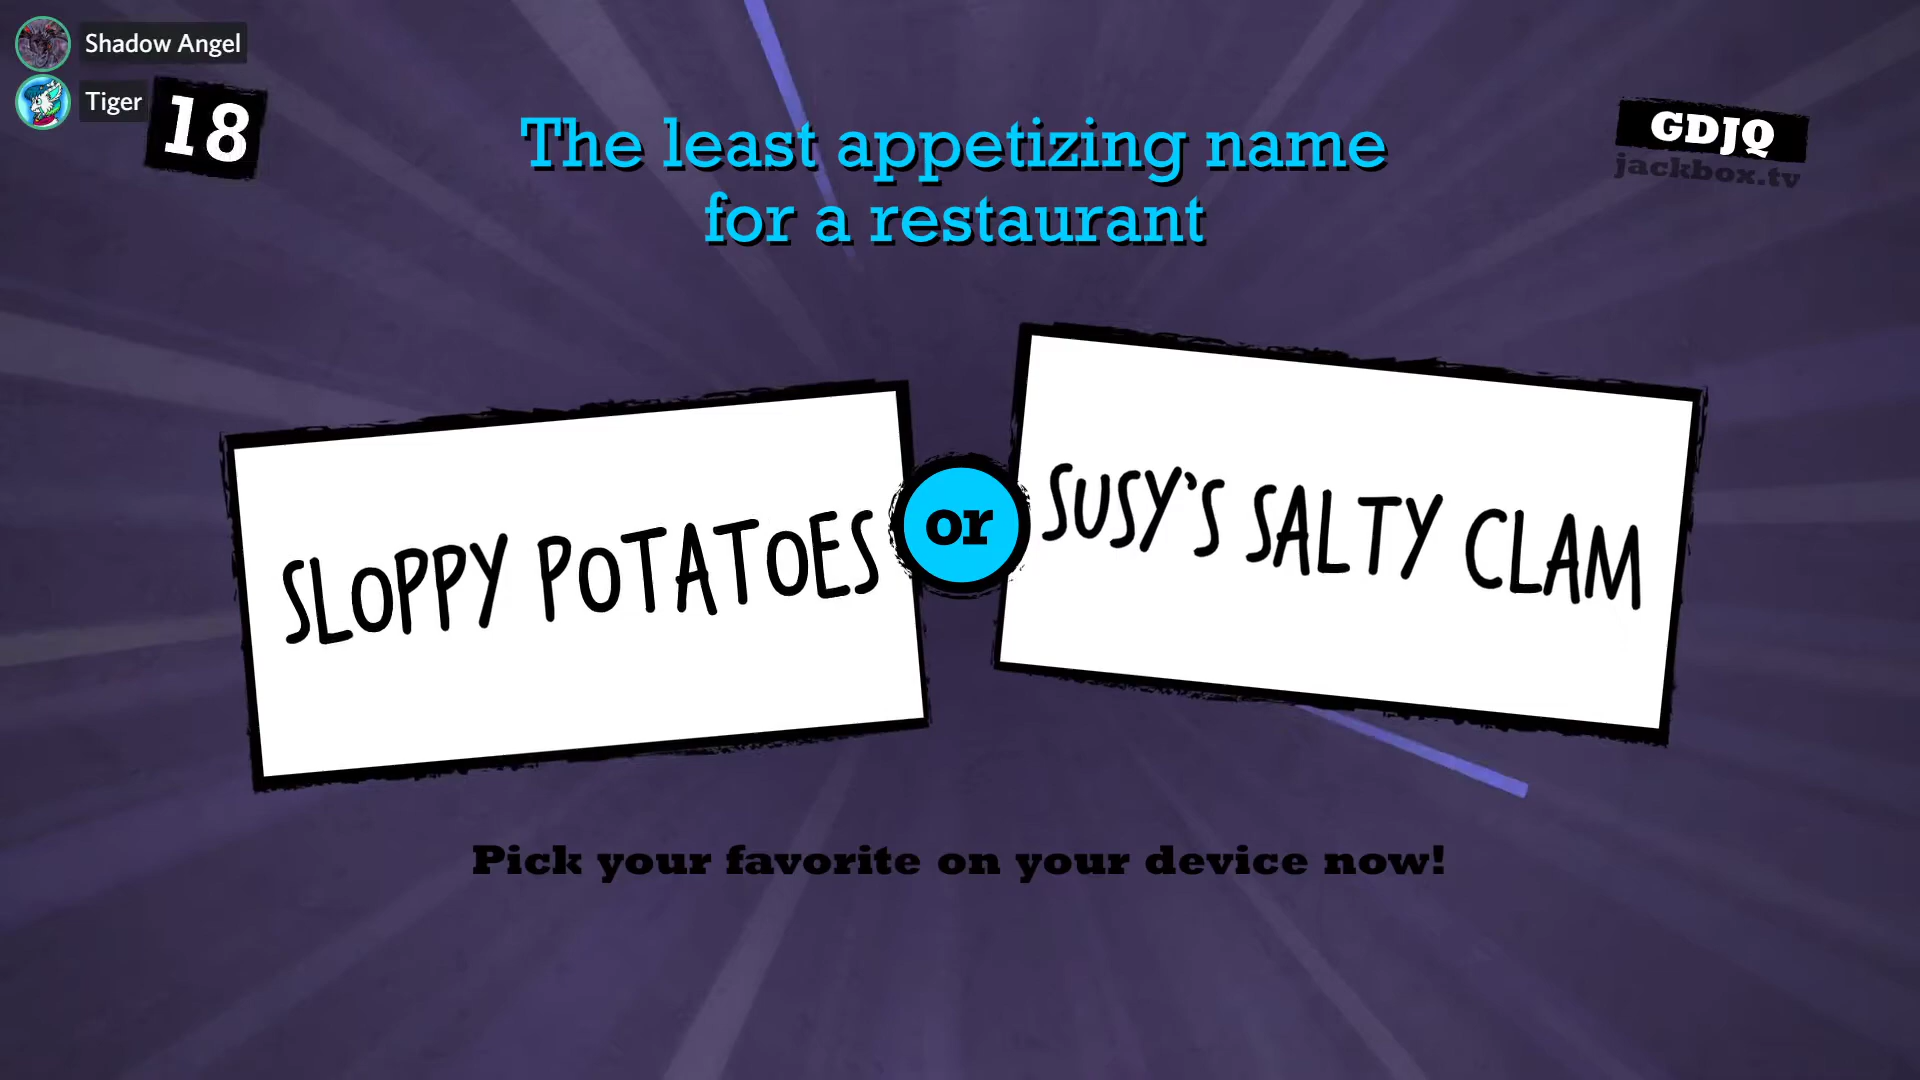 Shadow Angel
Tiger
18
The least appetizing name
for a restaurant
GDJQ
jackbox.tv
SLOPPY POTATOES
or
SUSY'S SALTY CLAM
Pick your favorite on your device now!